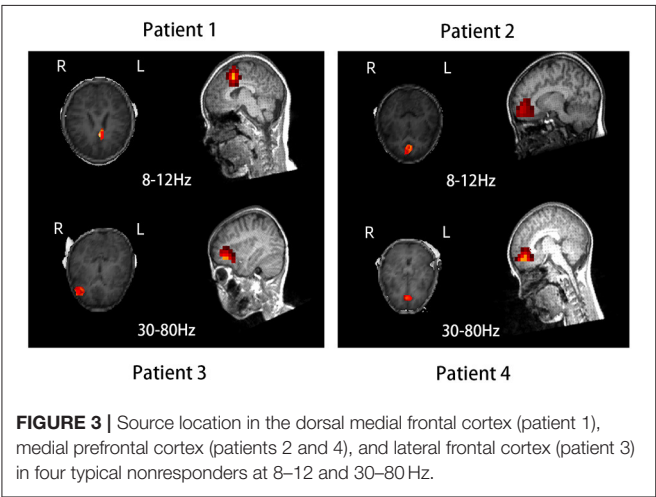 Patient 1 Patient 2
R L R L
8-12Hz 8-12Hz
R L R L
30-80Hz 30-80Hz
Patient 3 Patient 4
FIGURE 3 | Source location in the dorsal medial frontal cortex (patient 1),
medial prefrontal cortex (patients 2 and 4), and lateral frontal cortex (patient 3)
in four typical nonresponders at 8–12 and 30–80 Hz.